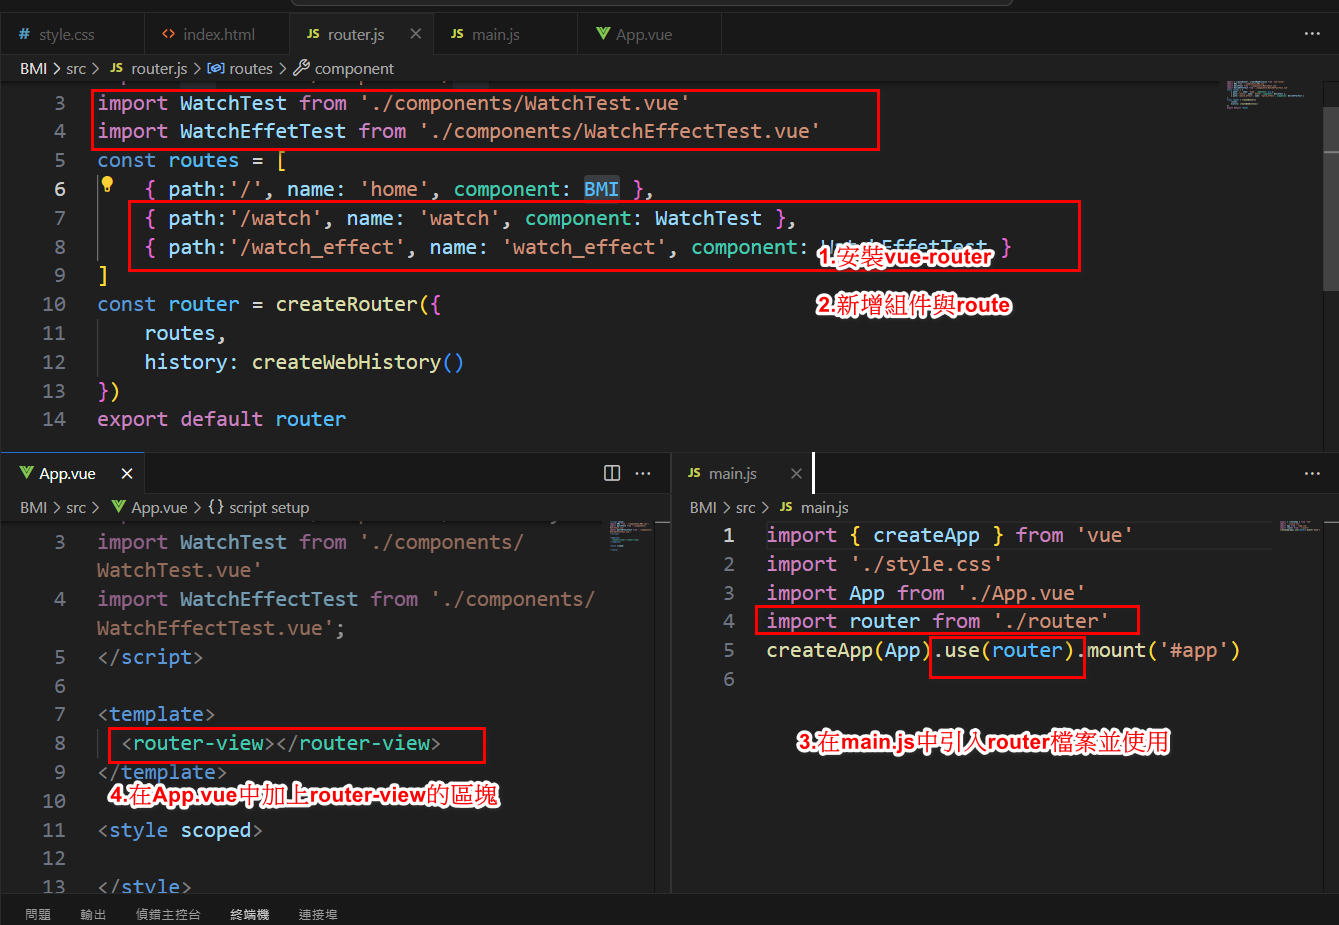 # style.css
<> index.html
JS router.js
JS main.js
App.vue
BMI > src > JS router.js > routes > component
3 import WatchTest from './components/WatchTest.vue'
4 import WatchEffetTest from './components/WatchEffectTest.vue'
5 const routes = [
6 { path:'/', name: 'home', component: BMI },
7 { path:'/watch', name: 'watch', component: WatchTest },
8 { path:'/watch_effect', name: 'watch_effect', component: WatchEffetTest }
1.安裝vue-router
9 ]
10 const router = createRouter({
2.新增組件與route
11 routes,
12 history: createWebHistory()
13 })
14 export default router
App.vue
BMI > src > App.vue > {} script setup
3 import WatchTest from './components/
WatchTest.vue'
4 import WatchEffectTest from './components/
WatchEffectTest.vue';
5 </script>
6
7 <template>
8 <router-view></router-view>
9 </template>
4.在App.vue中加上router-view的區塊
10
11 <style scoped>
12
13 </style>
JS main.js
BMI > src > JS main.js
1 import { createApp } from 'vue'
2 import './style.css'
3 import App from './App.vue'
4 import router from './router'
5 createApp(App).use(router).mount('#app')
6
3.在main.js中引入router檔案並使用
問題 輸出 偵錯主控台 終端機 連接埠